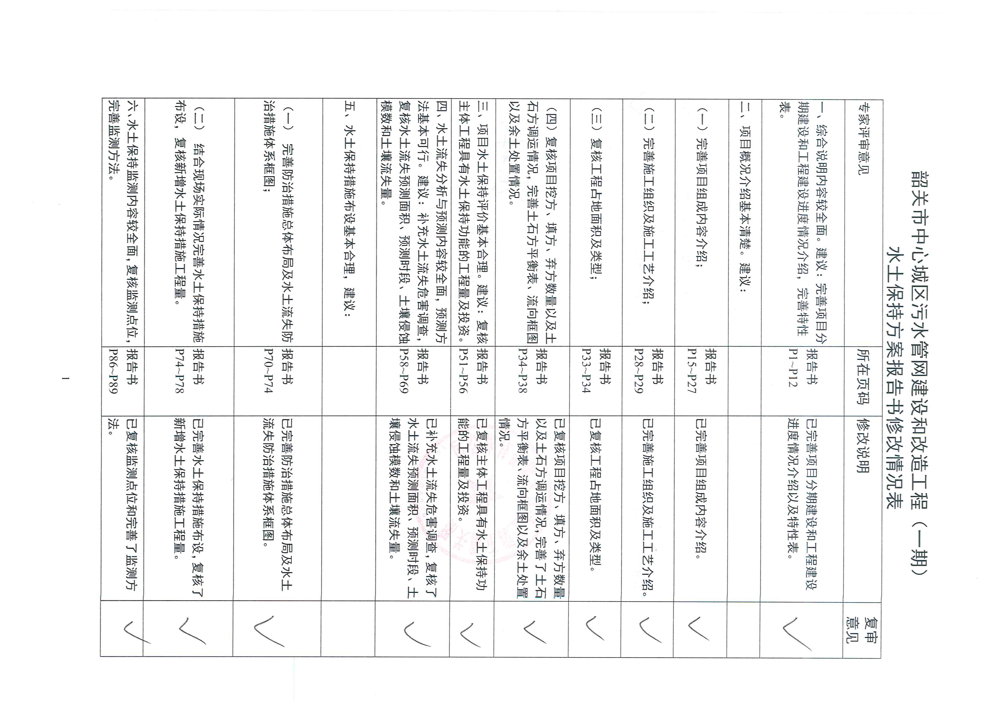 韶关市中心城区污水管网建设和改造工程（一期）
水土保持方案报告书修改情况表
专家评审意见
所在页码
修改说明
复审
意见
一、综合说明内容较全面。建议：完善项目分
期建设和工程建设进度情况介绍，完善特性
表。
报告书
P1~P12
已完善项目分期建设和工程建设
进度情况介绍以及特性表。
二、项目概况介绍基本清楚。建议：
（一）完善项目组成内容介绍；
报告书
P15~P27
已完善项目组成内容介绍。
（二）完善施工组织及施工工艺介绍；
报告书
P28~P29
已完善施工组织及施工工艺介绍。
（三）复核工程占地面积及类型；
报告书
P33~P34
已复核工程占地面积及类型。
（四）复核项目挖方、填方、弃方数量以及土
石方调运情况，完善土石方平衡表、流向框图
以及余土处置情况。
报告书
P34~P38
已复核项目挖方、填方、弃方数量
以及土石方调运情况，完善了土石
方平衡表、流向框图以及余土处置
情况。
三、项目水土保持评价基本合理。建议：复核
主体工程具有水土保持功能的工程量及投资。
报告书
P51~P56
已复核主体工程具有水土保持功
能的工程量及投资。
四、水土流失分析与预测内容较全面，预测方
法基本可行。建议：补充水土流失危害调查，
复核水土流失预测面积、预测时段、土壤侵蚀
模数和土壤流失量。
报告书
P58~P69
已补充水土流失危害调查，复核了
水土流失预测面积、预测时段、土
壤侵蚀模数和土壤流失量。
五、水土保持措施布设基本合理，建议：
（一）完善防治措施总体布局及水土流失防
治措施体系框图；
报告书
P70~P74
已完善防治措施总体布局及水土
流失防治措施体系框图。
（二）结合现场实际情况完善水土保持措施
布设，复核新增水土保持措施工程量。
报告书
P74~P78
已完善水土保持措施布设，复核了
新增水土保持措施工程量。
六、水土保持监测内容较全面，复核监测点位，
完善监测方法。
报告书
P86~P89
已复核监测点位和完善了监测方
法。
1